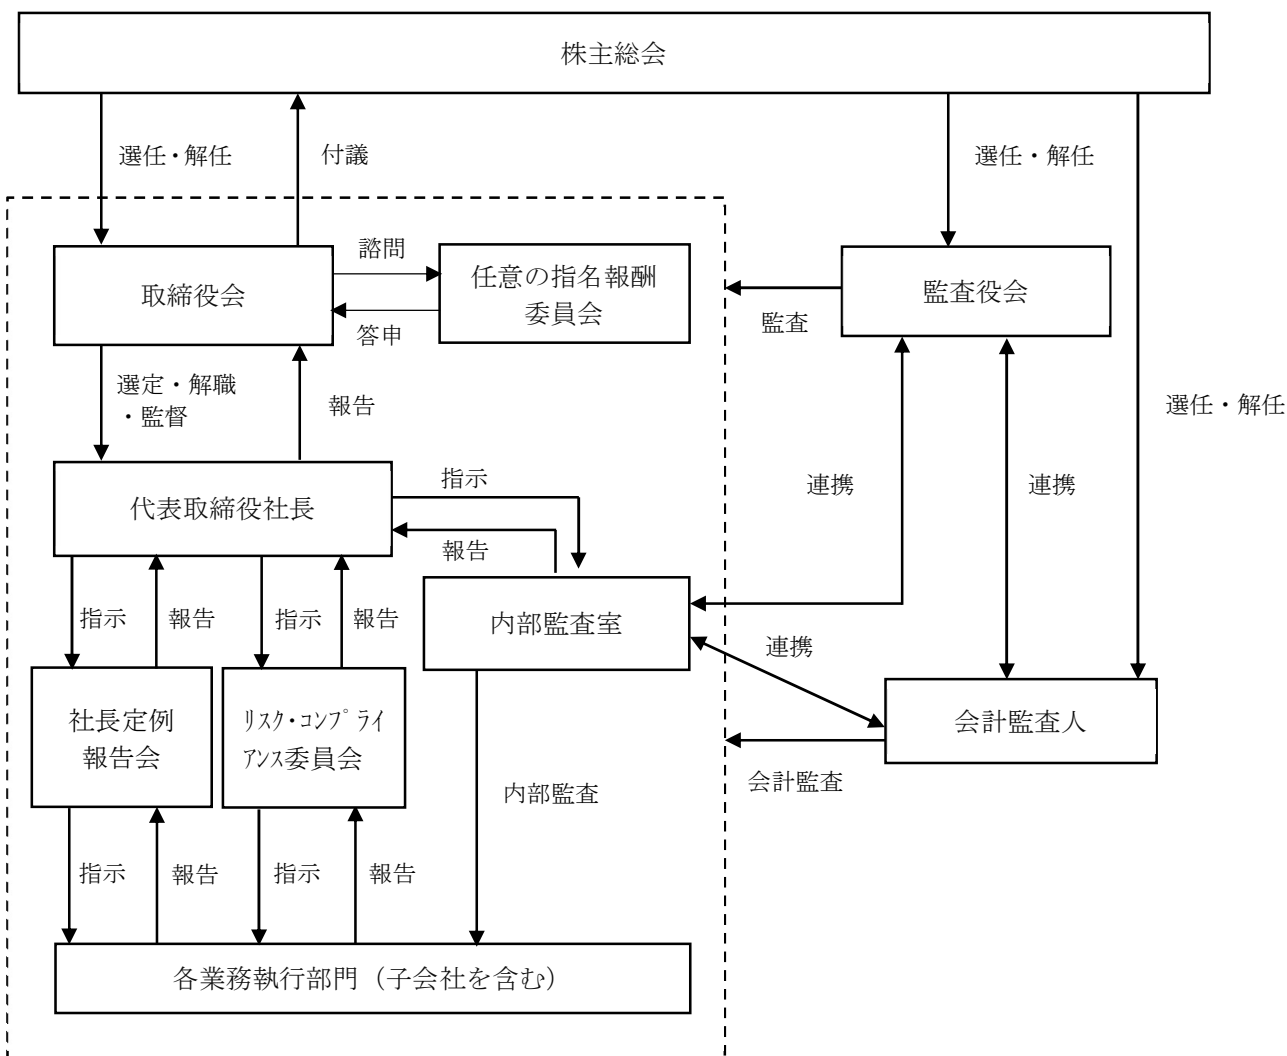 株主総会
選任・解任
付議
選任・解任
諮問
取締役会
任意の指名報酬
委員会
監査役会
答申
監査
選定・解職
・監督
報告
選任・解任
代表取締役社長
指示
連携
連携
報告
指示
報告
指示
報告
内部監査室
連携
社長定例
報告会
ﾘｽｸ・ｺﾝﾌﾟﾗｲ
ｱﾝｽ委員会
会計監査人
内部監査
会計監査
指示
報告
指示
報告
各業務執行部門（子会社を含む）